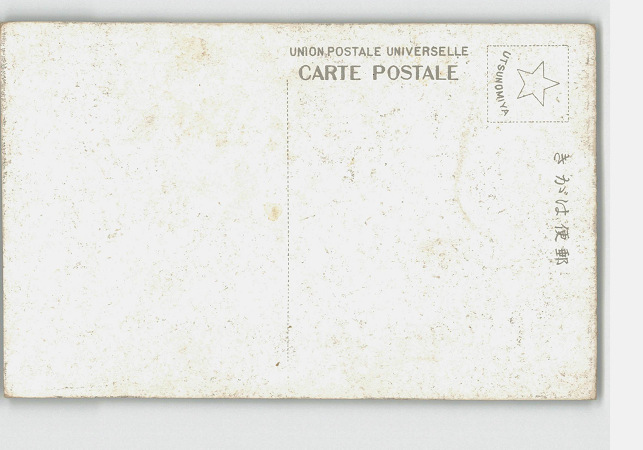 UNION POSTALE UNIVERSELLE
CARTE POSTALE
UTSUNOMIYA
きがは便郵